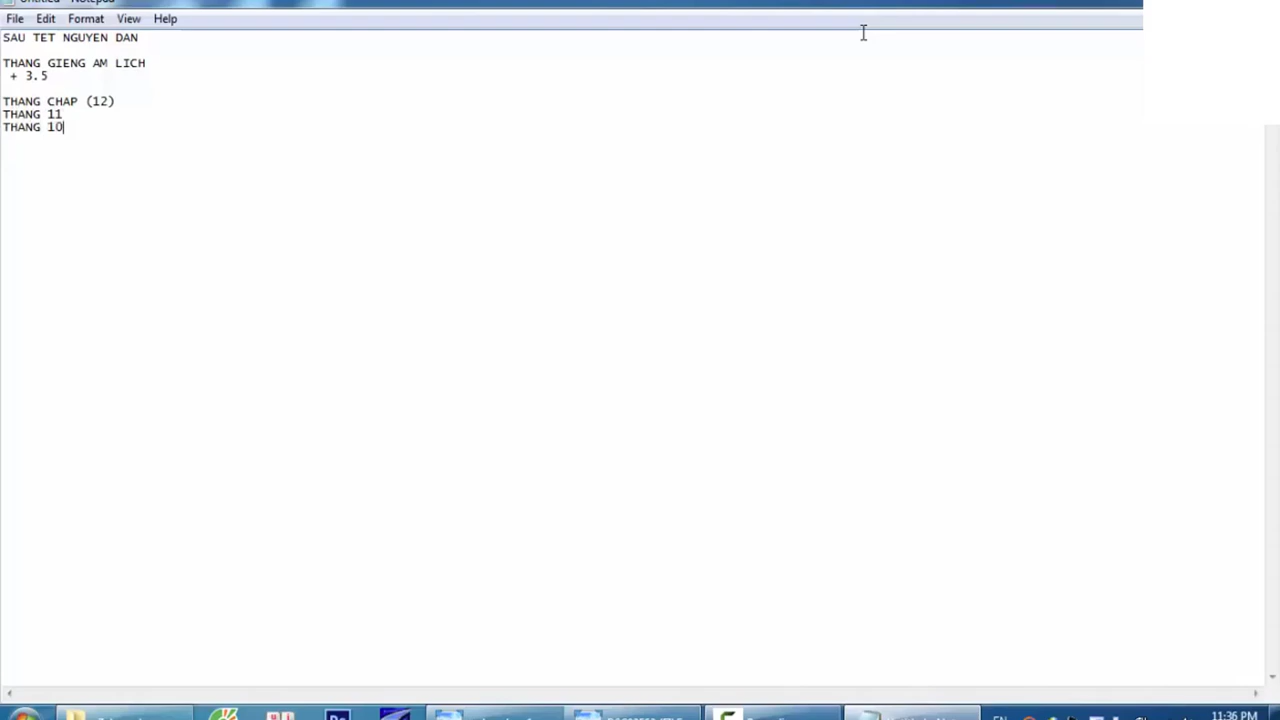 File Edit Format View Help
SAU TET NGUYEN DAN
THANG GIENG AM LICH
+ 3.5
THANG CHAP (12)
THANG 11
THANG 10
EN
11:36 PM